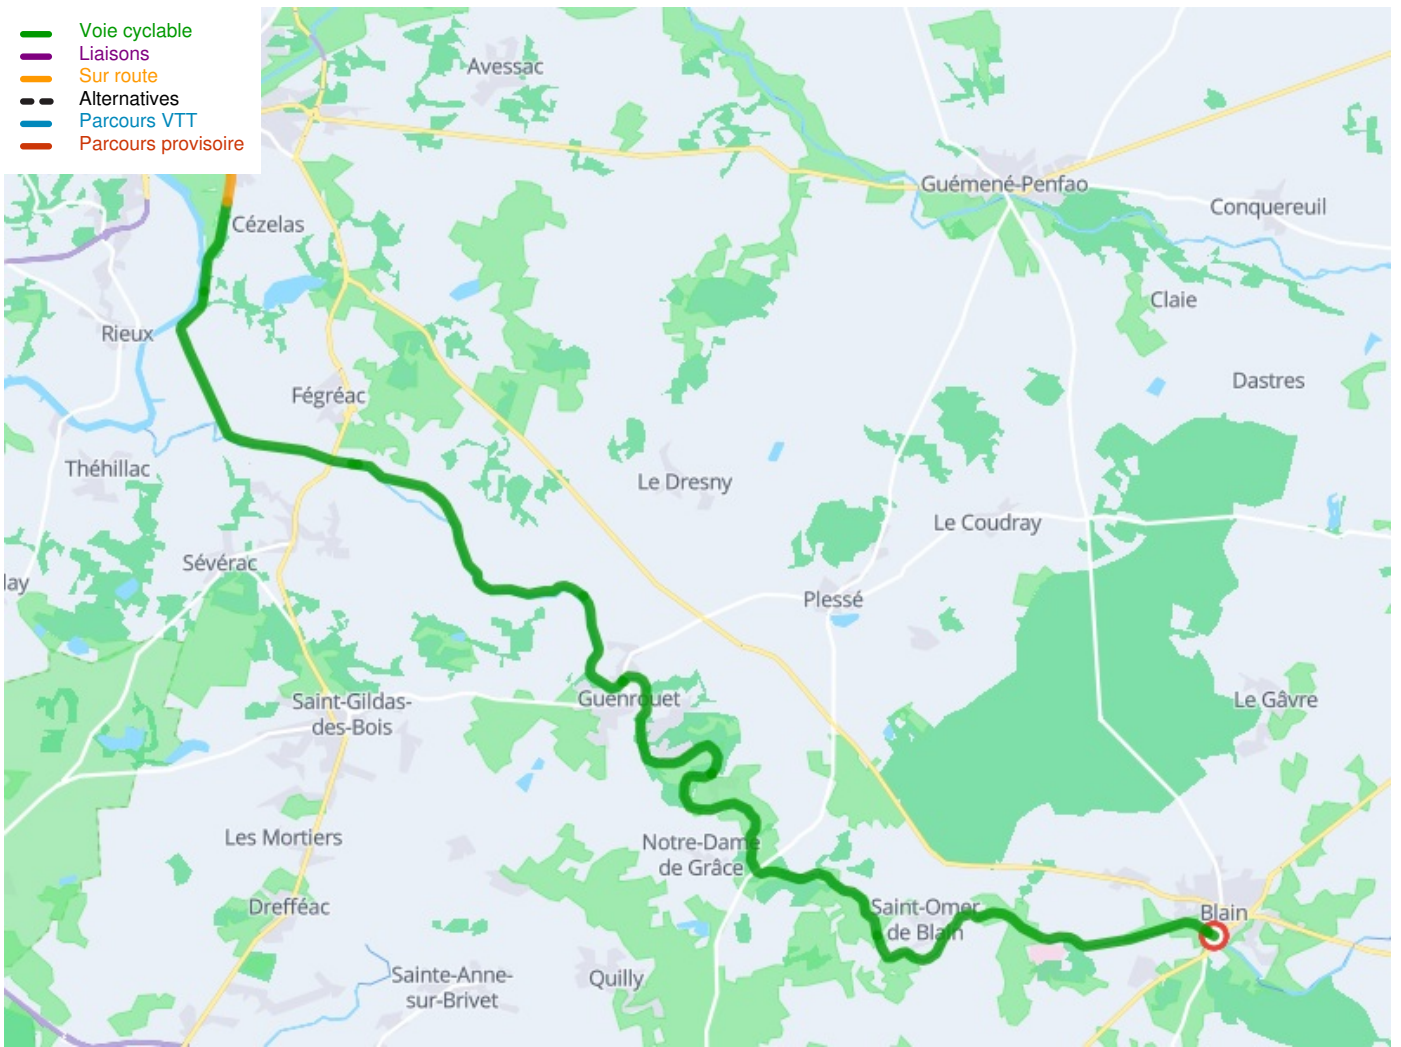 Voie cyclable
Liaisons
Sur route
Alternatives
Parcours VTT
Parcours provisoire
Avessac
Guémené-Penfao
Conquereuil
Cézelas
Claie
Rieux
Dastres
Fégréac
Théhillac
Le Dresny
Le Coudray
Sévérac
lay
Plessé
Saint-Gildas-
des-Bois
Guenrouet
Le Gâvre
Les Mortiers
Notre-Dame
de Grâce
Drefféac
Saint-Omer
de Blain
Blain
Sainte-Anne-
sur-Brivet
Quilly